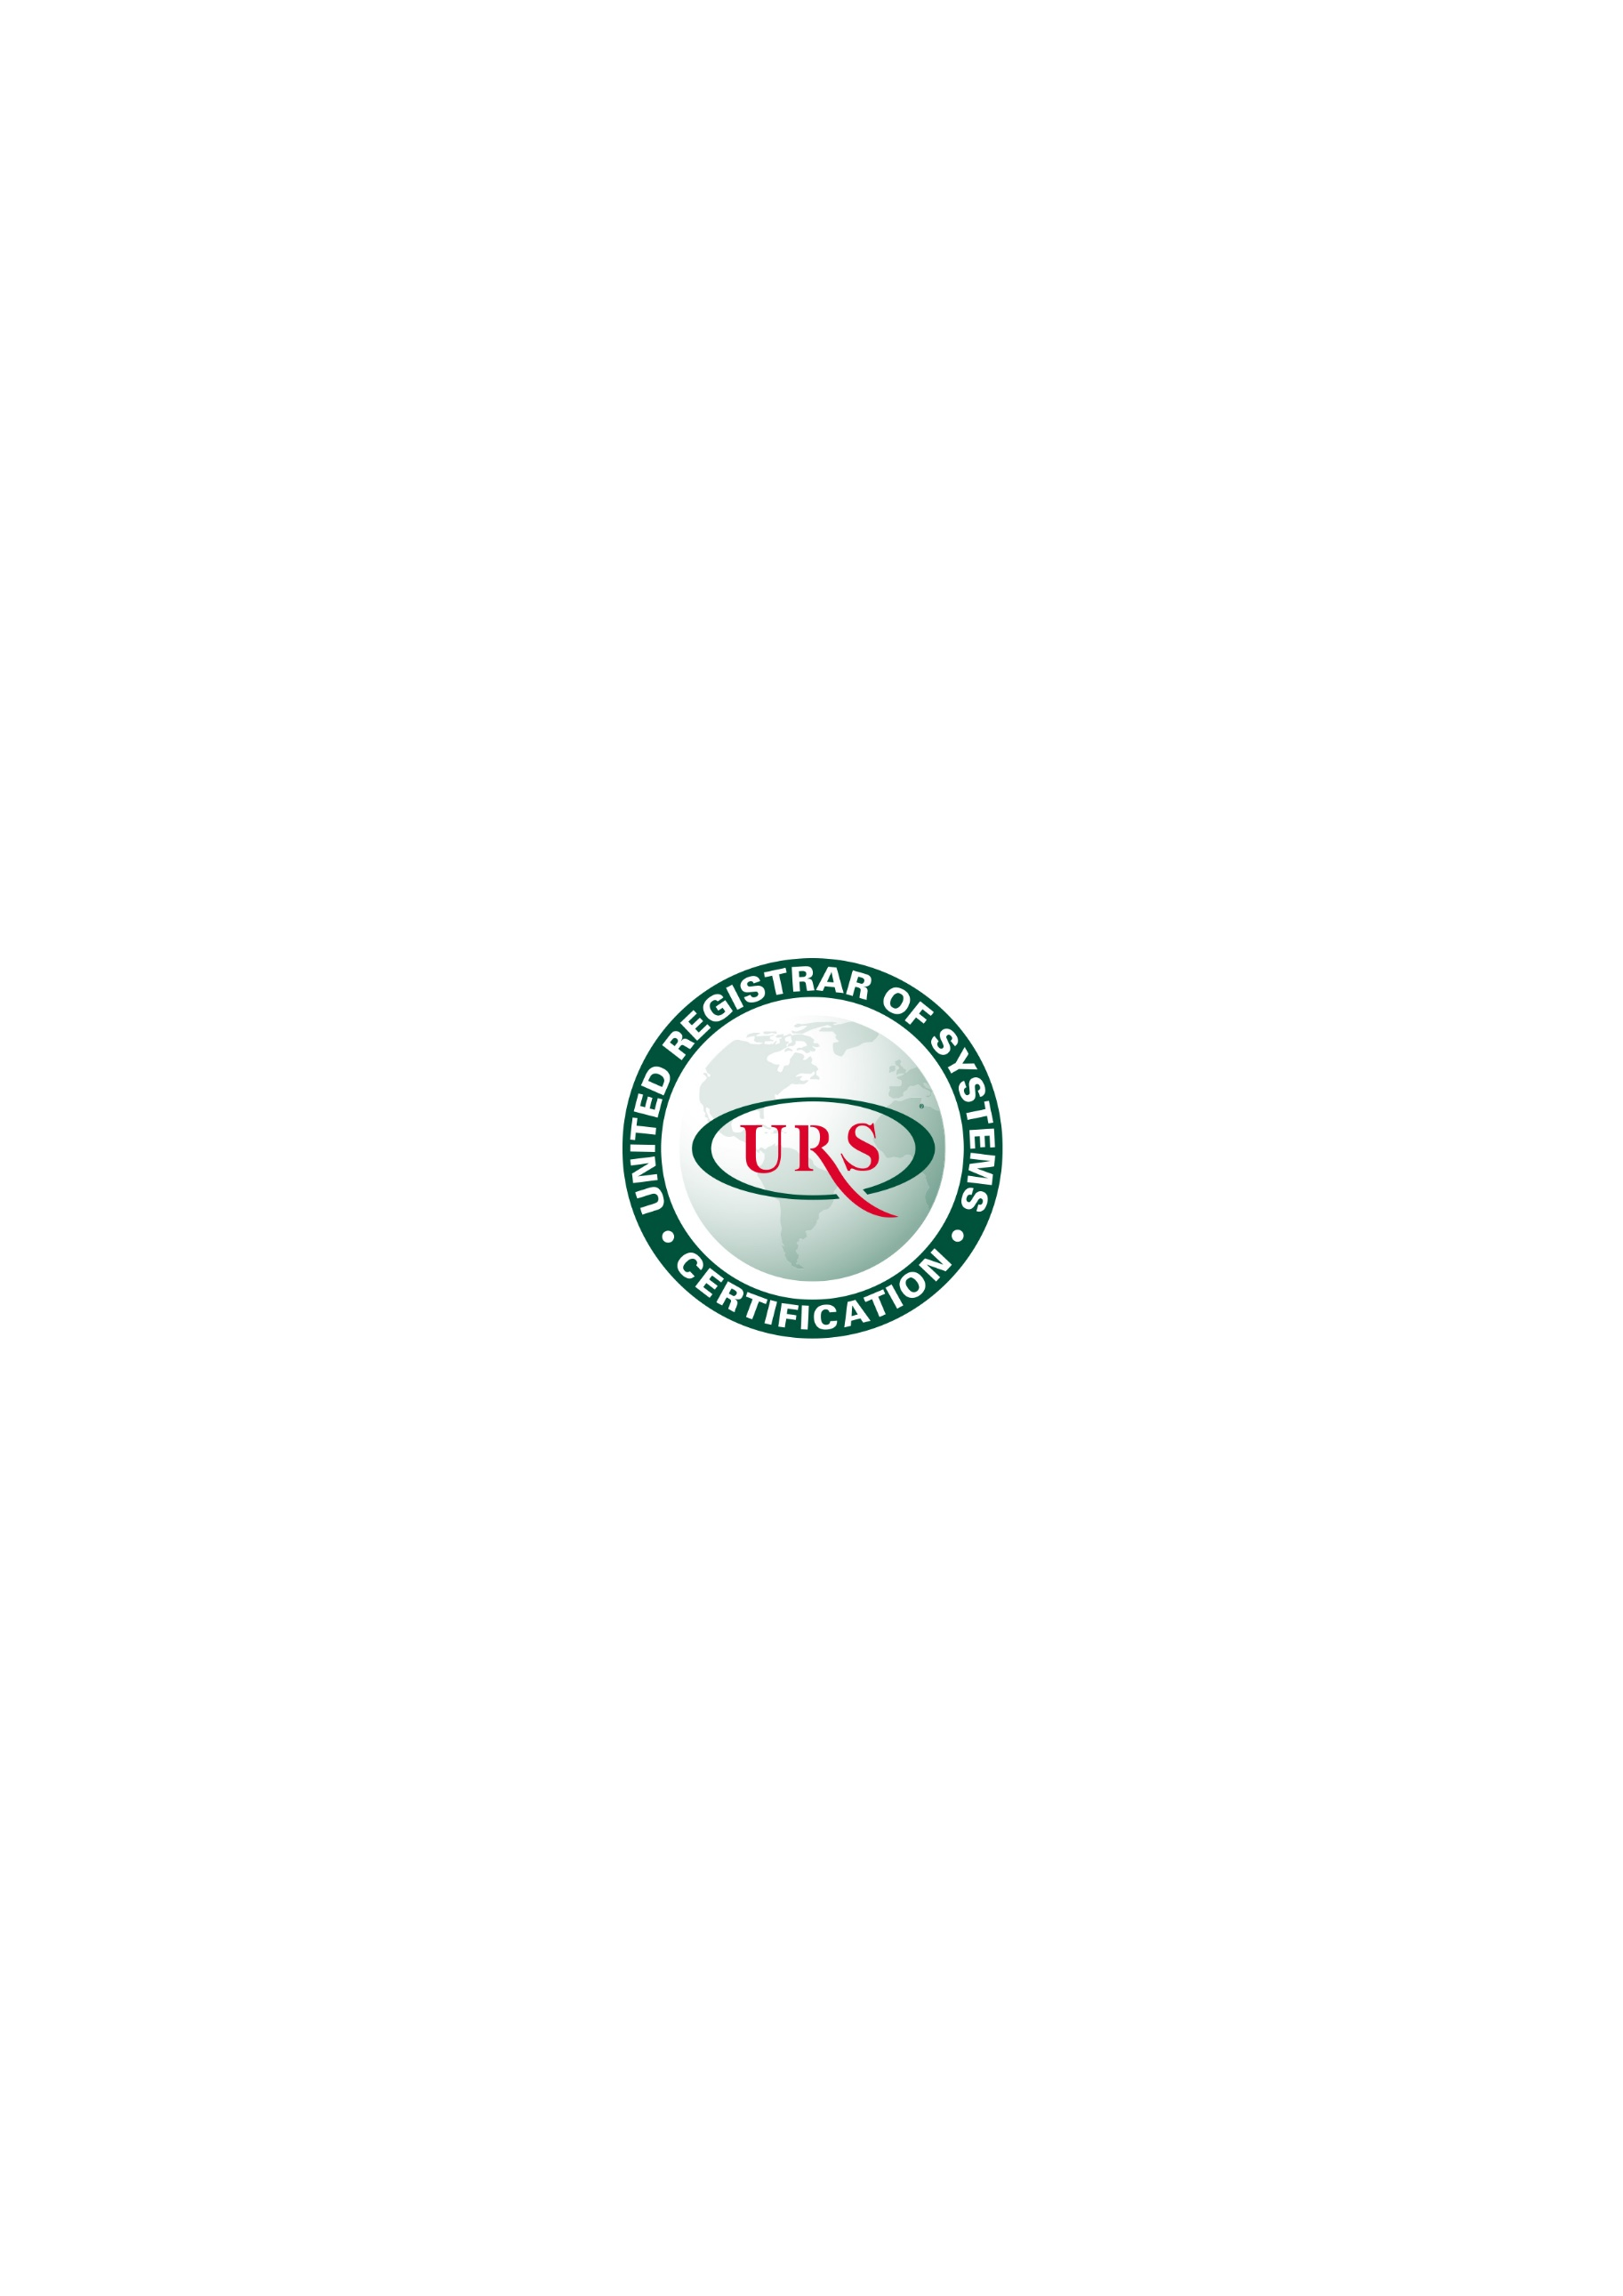 UNITED REGISTRAR OF SYSTEMS
URS
®
• CERTIFICATION •